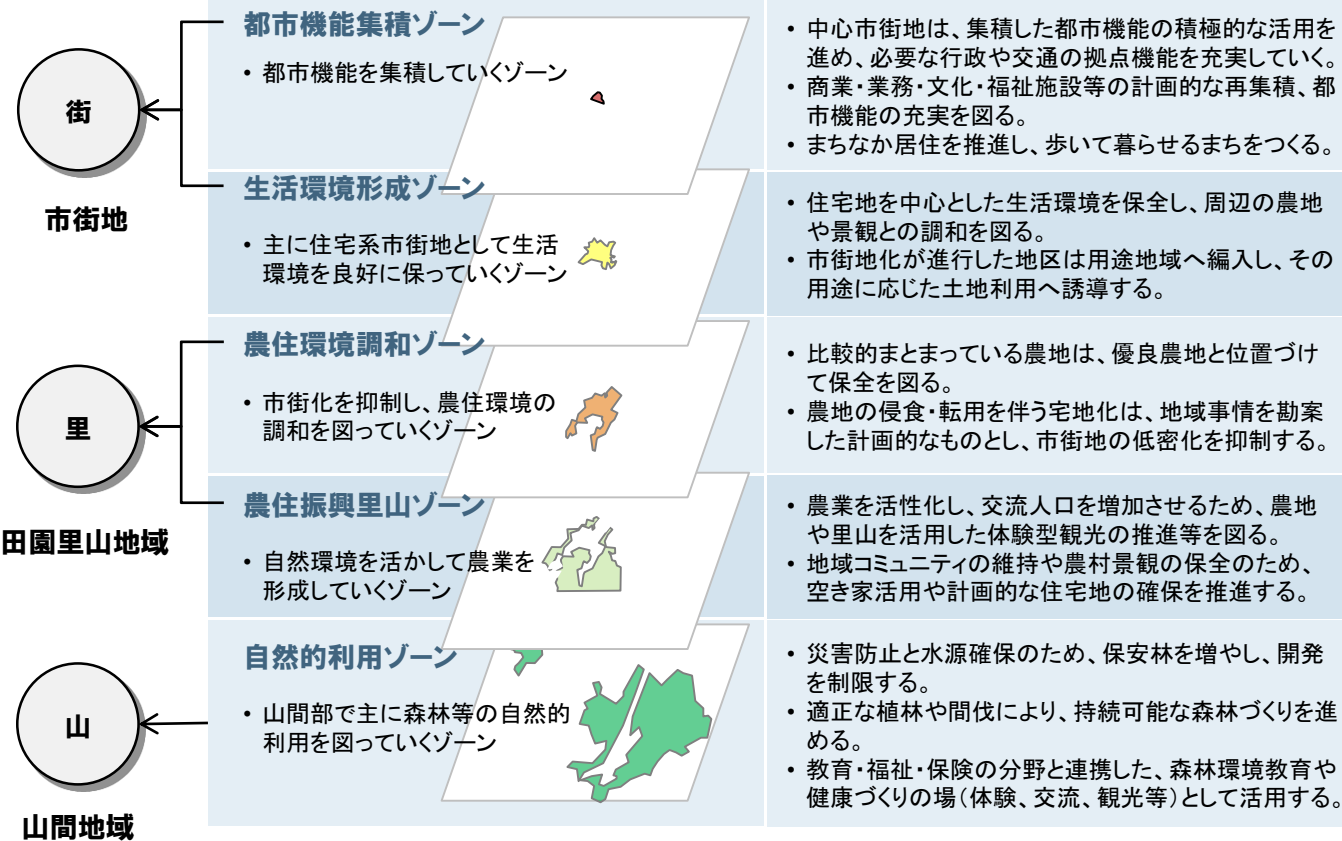 街
市街地
都市機能集積ゾーン
• 都市機能を集積していくゾーン
• 中心市街地は、集積した都市機能の積極的な活用を
進め、必要な行政や交通の拠点機能を充実していく。
• 商業・業務・文化・福祉施設等の計画的な再集積、都
市機能の充実を図る。
• まちなか居住を推進し、歩いて暮らせるまちをつくる。
生活環境形成ゾーン
• 主に住宅系市街地として生活
環境を良好に保っていくゾーン
• 住宅地を中心とした生活環境を保全し、周辺の農地
や景観との調和を図る。
• 市街地化が進行した地区は用途地域へ編入し、その
用途に応じた土地利用へ誘導する。
里
田園里山地域
農住環境調和ゾーン
• 市街化を抑制し、農住環境の
調和を図っていくゾーン
• 比較的まとまっている農地は、優良農地と位置づけ
て保全を図る。
• 農地の侵食・転用を伴う宅地化は、地域事情を勘案
した計画的なものとし、市街地の低密化を抑制する。
農住振興里山ゾーン
• 自然環境を活かして農業を
形成していくゾーン
• 農業を活性化し、交流人口を増加させるため、農地
や里山を活用した体験型観光の推進等を図る。
• 地域コミュニティの維持や農村景観の保全のため、
空き家活用や計画的な住宅地の確保を推進する。
山
山間地域
自然的利用ゾーン
• 山間部で主に森林等の自然的
利用を図っていくゾーン
• 災害防止と水源確保のため、保安林を増やし、開発
を制限する。
• 適正な植林や間伐により、持続可能な森林づくりを進
める。
• 教育・福祉・保険の分野と連携した、森林環境教育や
健康づくりの場（体験、交流、観光等）として活用する。